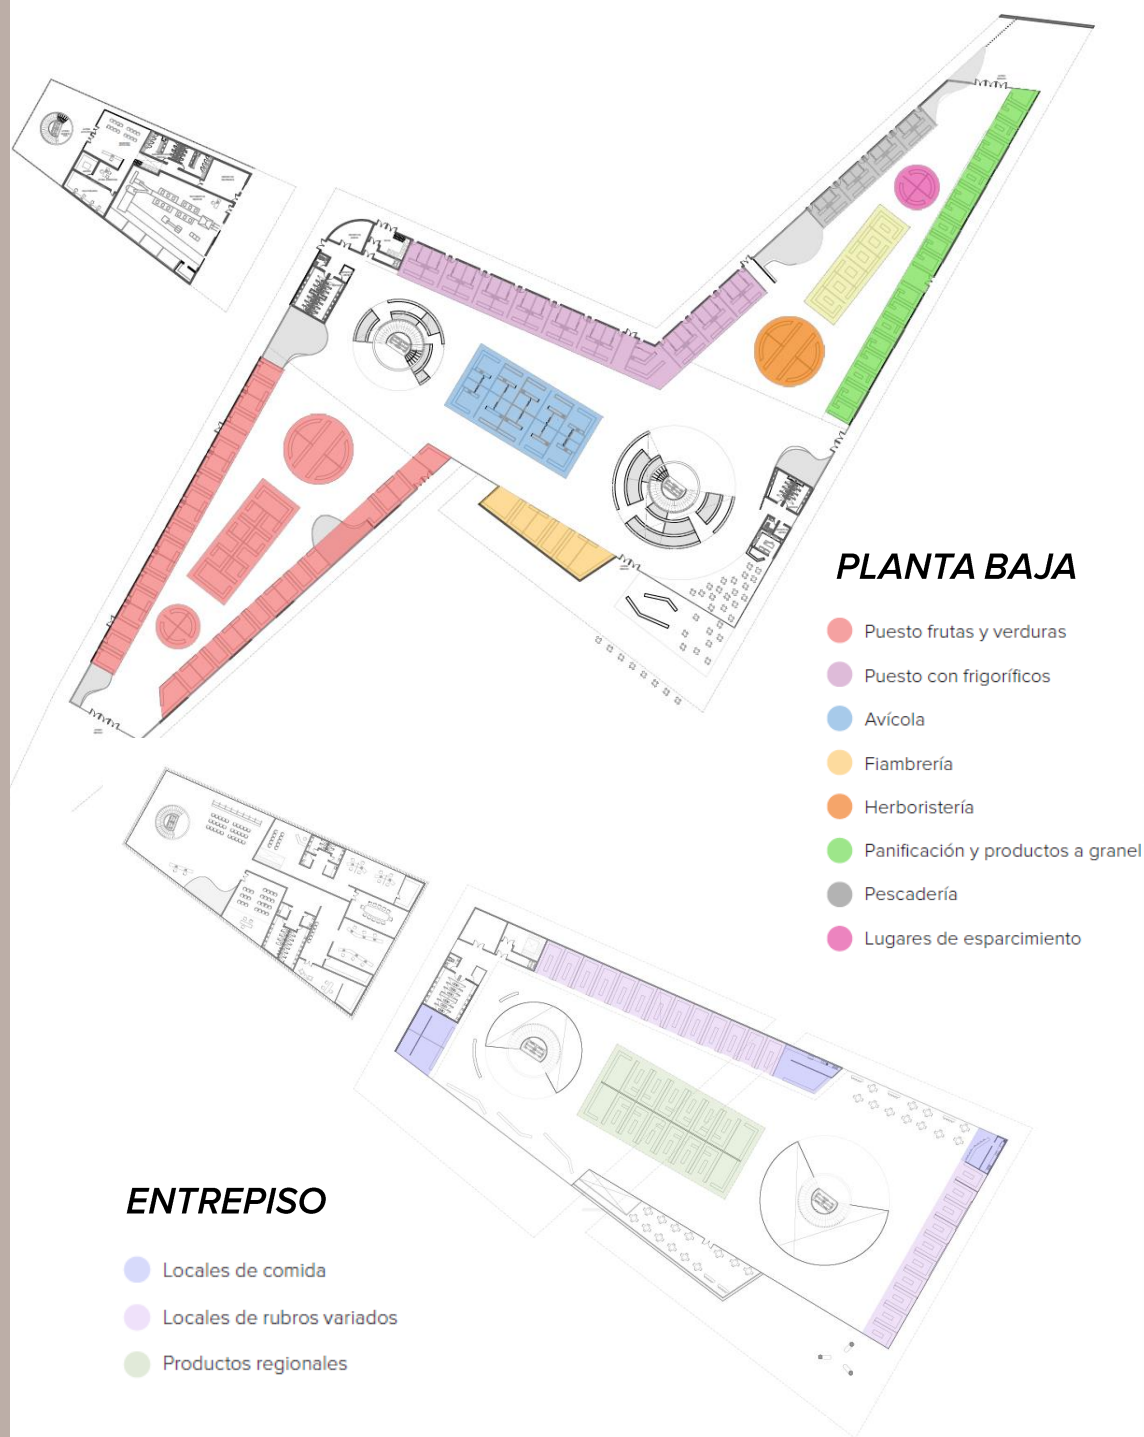 PLANTA BAJA
Puesto frutas y verduras
Puesto con frigoríficos
Avícola
Fiambrería
Herboristería
Panificación y productos a granel
Pescadería
Lugares de esparcimiento
ENTREPISO
Locales de comida
Locales de rubros variados
Productos regionales